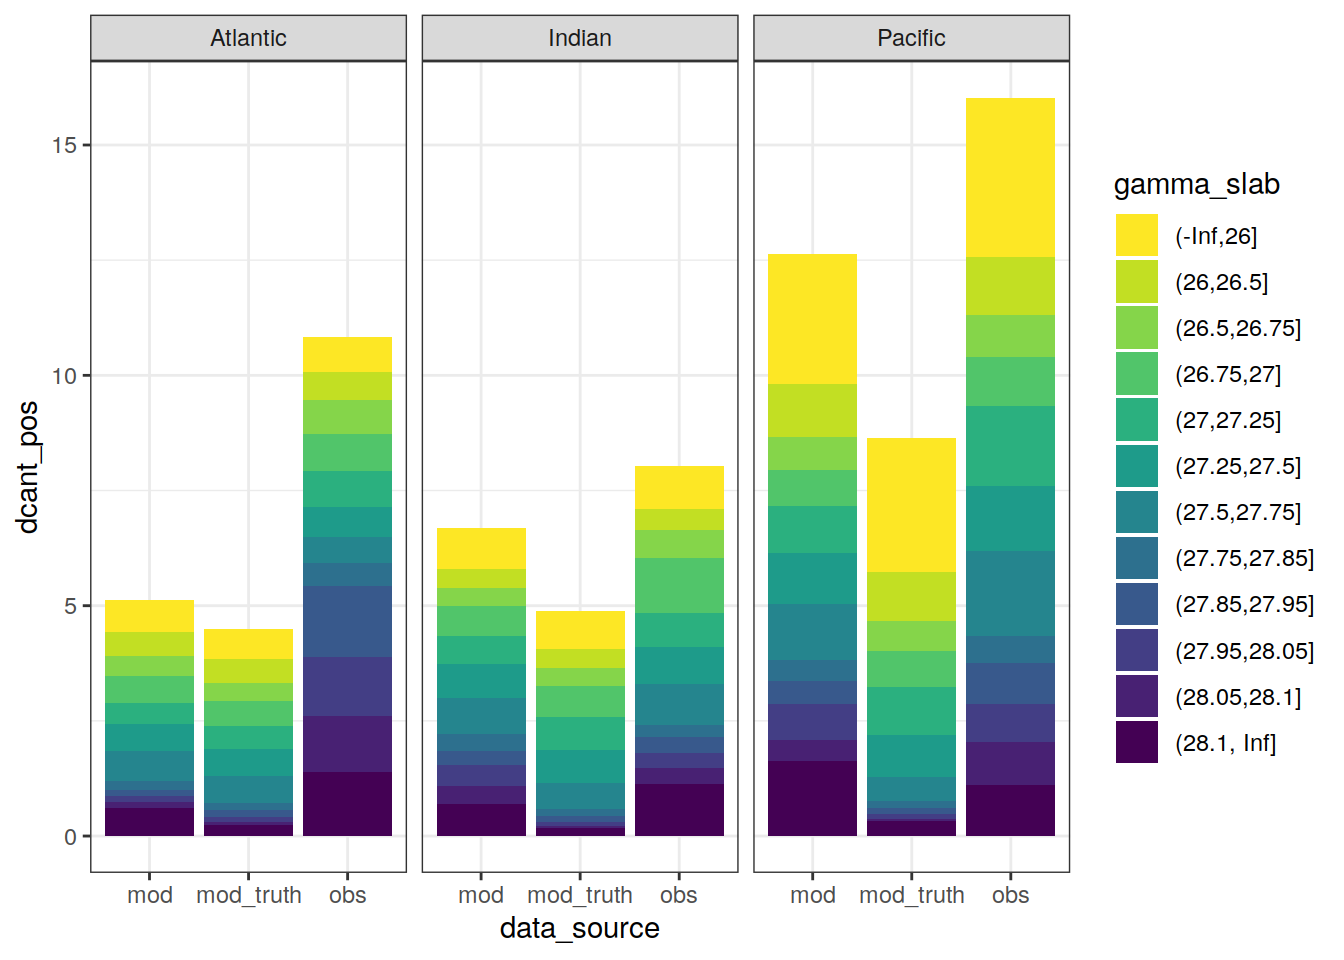 Atlantic
Indian
Pacific
15
10
5
0
dcant_pos
mod
mod_truth
obs
mod
mod_truth
obs
mod
mod_truth
obs
data_source
gamma_slab
(-Inf,26]
(26,26.5]
(26.5,26.75]
(26.75,27]
(27,27.25]
(27.25,27.5]
(27.5,27.75]
(27.75,27.85]
(27.85,27.95]
(27.95,28.05]
(28.05,28.1]
(28.1, Inf]